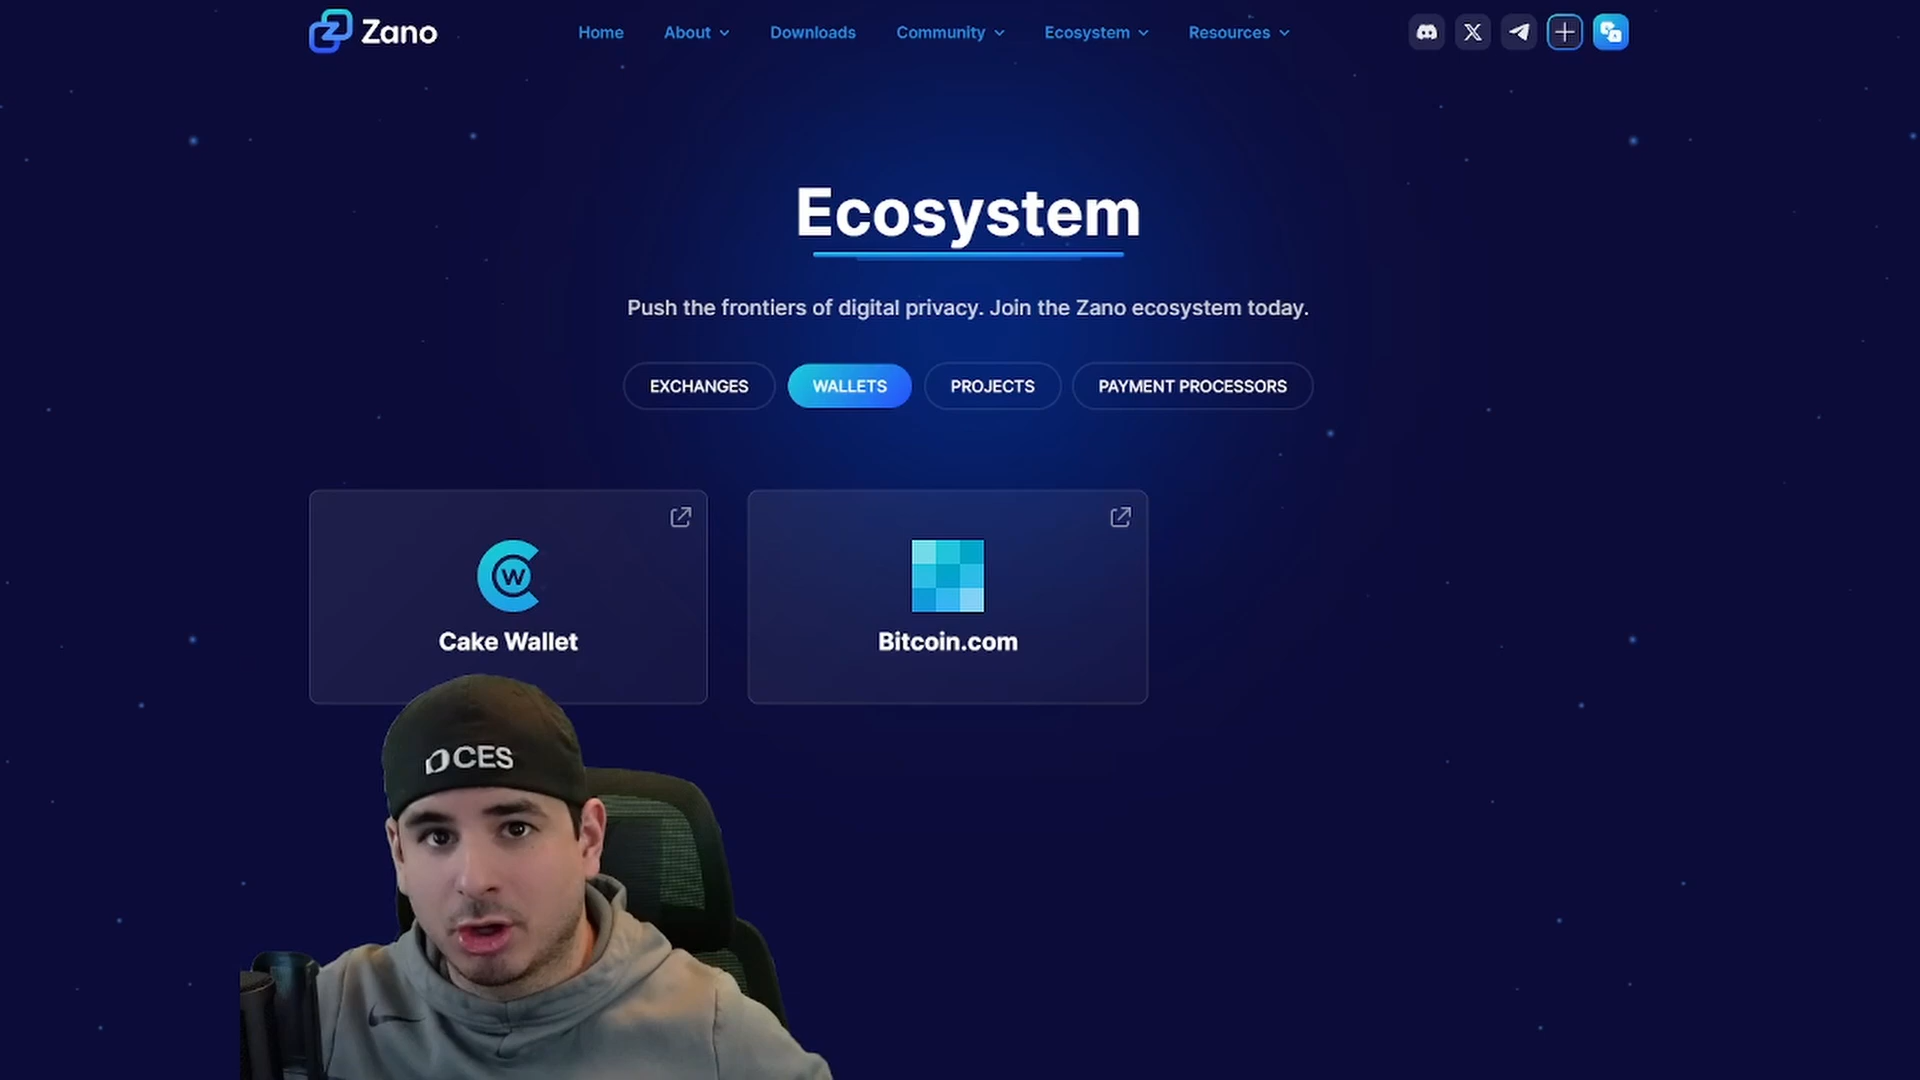 Zano
Home
About
Downloads
Community
Ecosystem
Resources
Ecosystem
Push the frontiers of digital privacy. Join the Zano ecosystem today.
EXCHANGES
WALLETS
PROJECTS
PAYMENT PROCESSORS
W
Cake Wallet
Bitcoin.com
CES